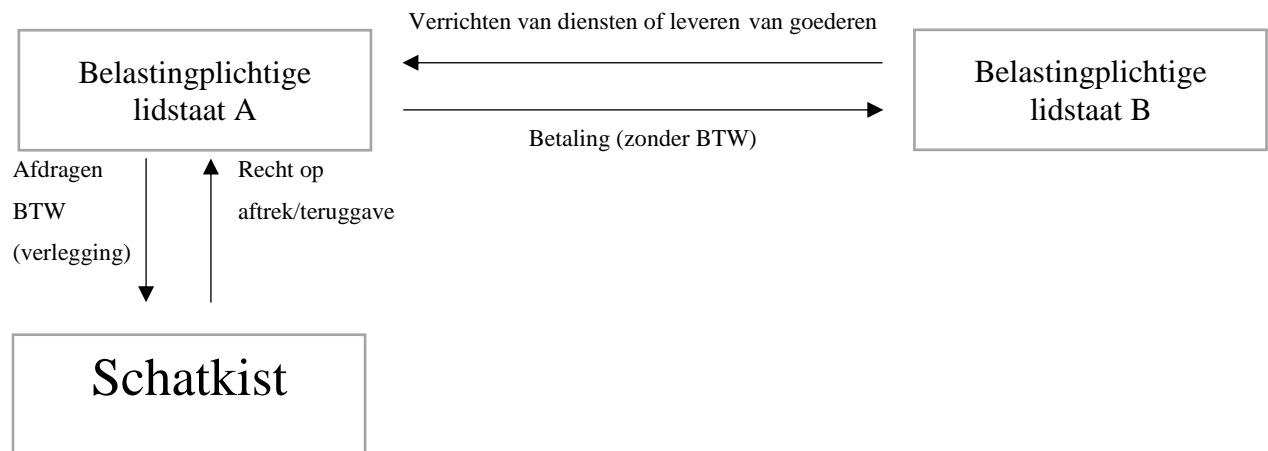 Verrichten van diensten of leveren van goederen
Belastingplichtige
lidstaat A
Belastingplichtige
lidstaat B
Betaling (zonder BTW)
Afdragen
BTW
(verlegging)
Recht op
aftrek/teruggave
Schatkist